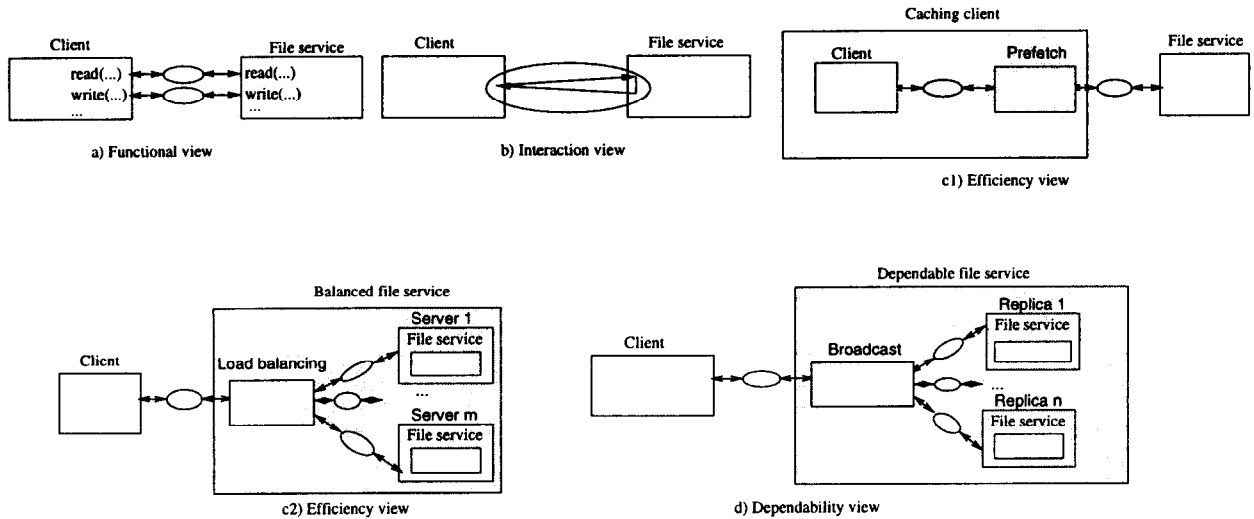 Client
File service
read(...)
read(...)
write(...)
write(...)
...
...
a) Functional view
Client
File service
b) Interaction view
Caching client
Client
Prefetch
File service
c1) Efficiency view
Balanced file service
Client
Load balancing
Server 1
File service
...
Server m
File service
c2) Efficiency view
Dependable file service
Client
Broadcast
Replica 1
File service
...
Replica n
File service
d) Dependability view